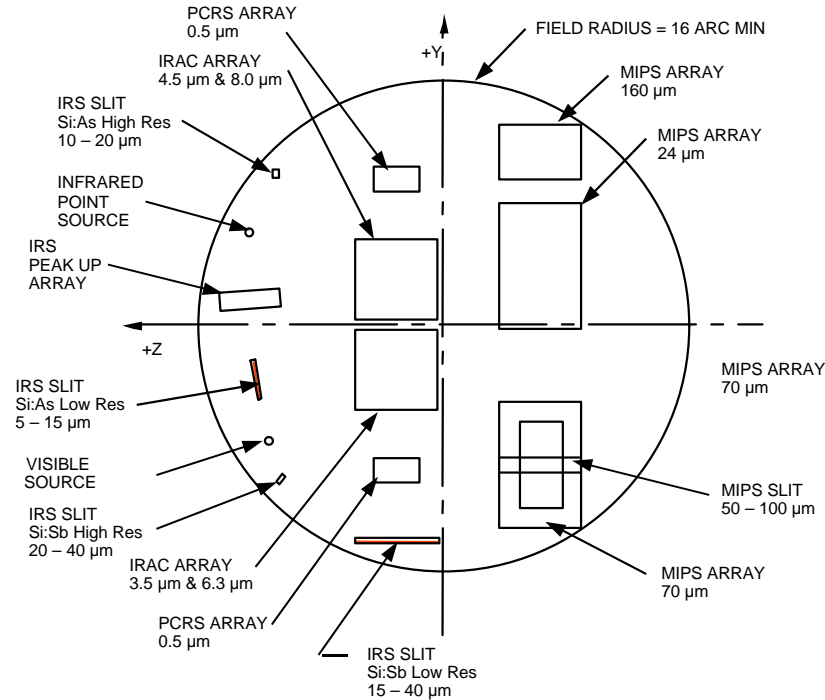 PCRS ARRAY
0.5 µm
+Y
FIELD RADIUS = 16 ARC MIN
IRAC ARRAY
4.5 µm & 8.0 µm
MIPS ARRAY
160 µm
IRS SLIT
Si:As High Res
10 – 20 µm
MIPS ARRAY
24 µm
INFRARED
POINT
SOURCE
IRS
PEAK UP
ARRAY
+Z
MIPS ARRAY
70 µm
IRS SLIT
Si:As Low Res
5 – 15 µm
VISIBLE
SOURCE
MIPS SLIT
50 – 100 µm
IRS SLIT
Si:Sb High Res
20 – 40 µm
IRAC ARRAY
3.5 µm & 6.3 µm
MIPS ARRAY
70 µm
PCRS ARRAY
0.5 µm
IRS SLIT
Si:Sb Low Res
15 – 40 µm